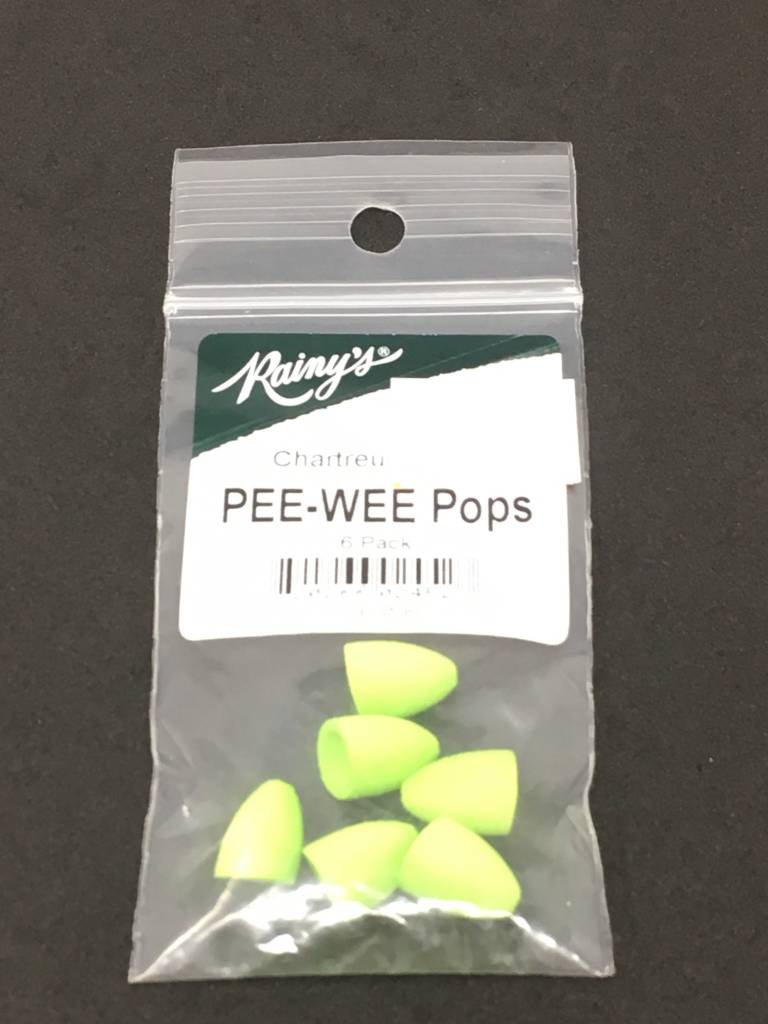 Rainy's®
Chartreu
PEE-WEE Pops
6 Pack